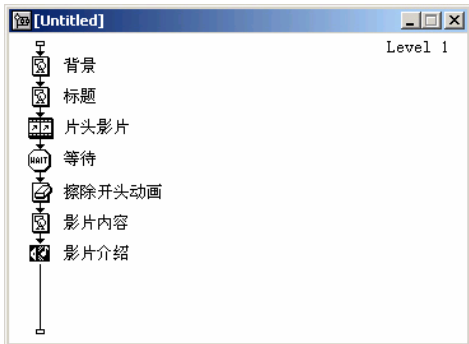 [Untitled]
Level 1
背景
标题
片头影片
WAIT
等待
擦除开头动画
影片内容
影片介绍